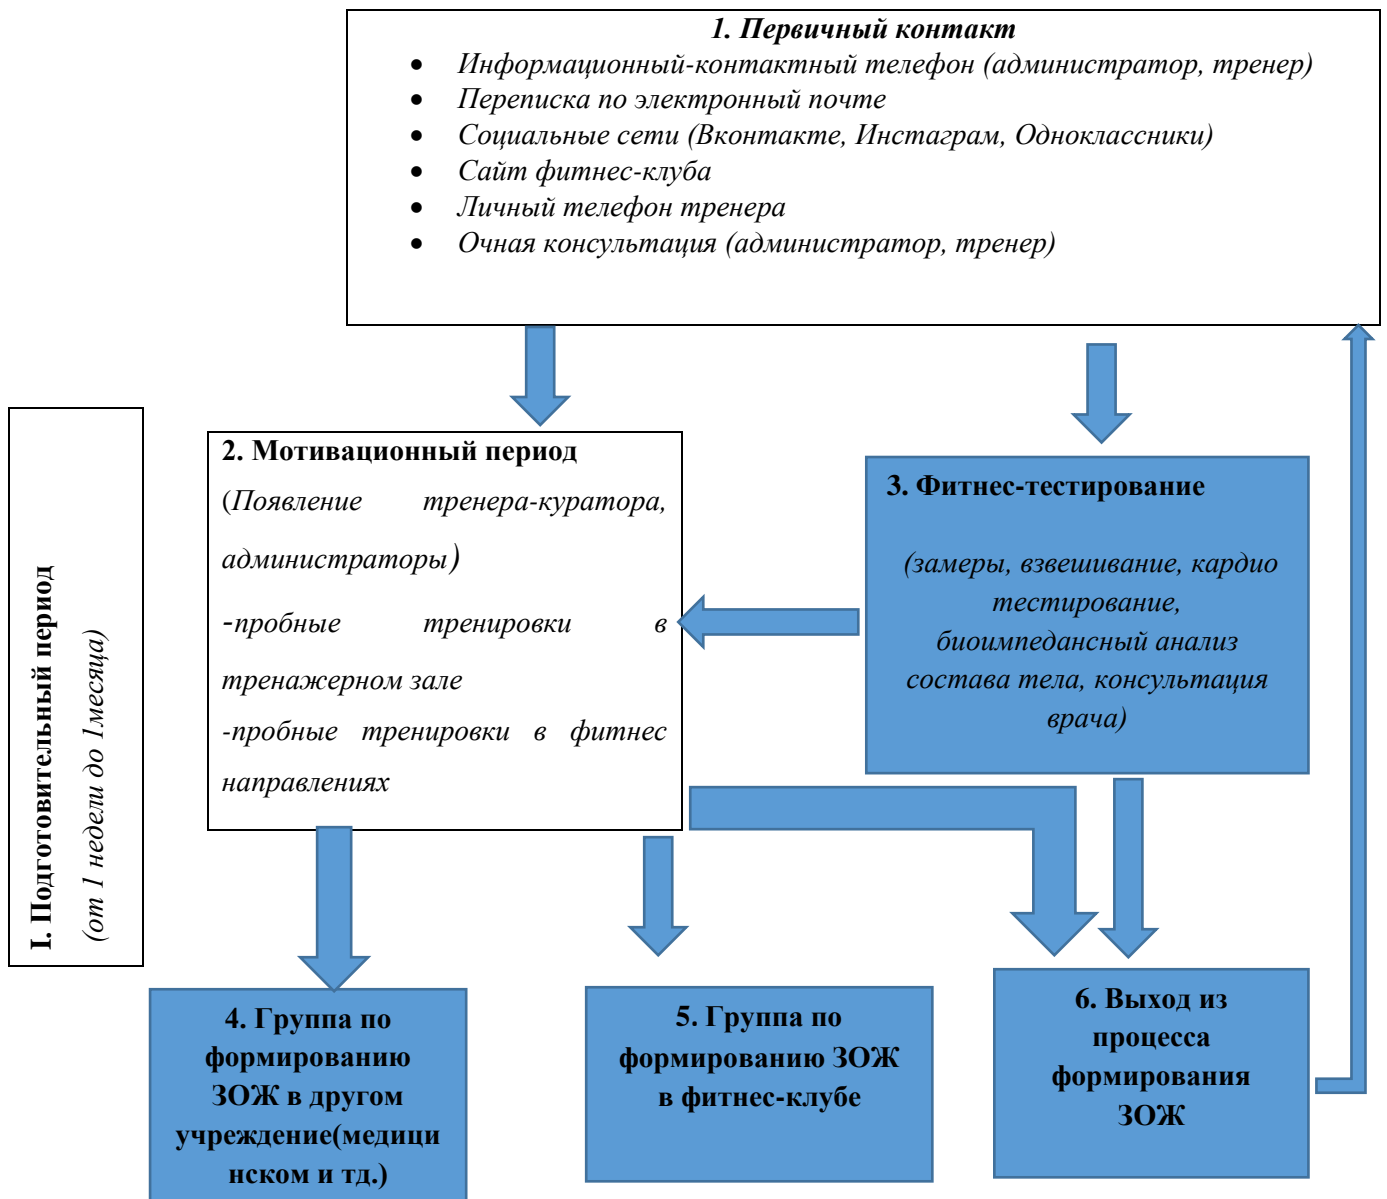 1. Первичный контакт
• Информационный-контактный телефон (администратор, тренер)
• Переписка по электронный почте
• Социальные сети (Вконтакте, Инстаграм, Одноклассники)
• Сайт фитнес-клуба
• Личный телефон тренера
• Очная консультация (администратор, тренер)
I. Подготовительный период
(от 1 недели до 1месяца)
2. Мотивационный период
(Появление тренера-куратора,
администраторы)
-пробные тренировки в
тренажерном зале
-пробные тренировки в фитнес
направлениях
3. Фитнес-тестирование
(замеры, взвешивание, кардио
тестирование,
биоимпедансный анализ
состава тела, консультация
врача)
4. Группа по
формированию
ЗОЖ в другом
учреждение(медици
нском и тд.)
5. Группа по
формированию ЗОЖ
в фитнес-клубе
6. Выход из
процесса
формирования
ЗОЖ